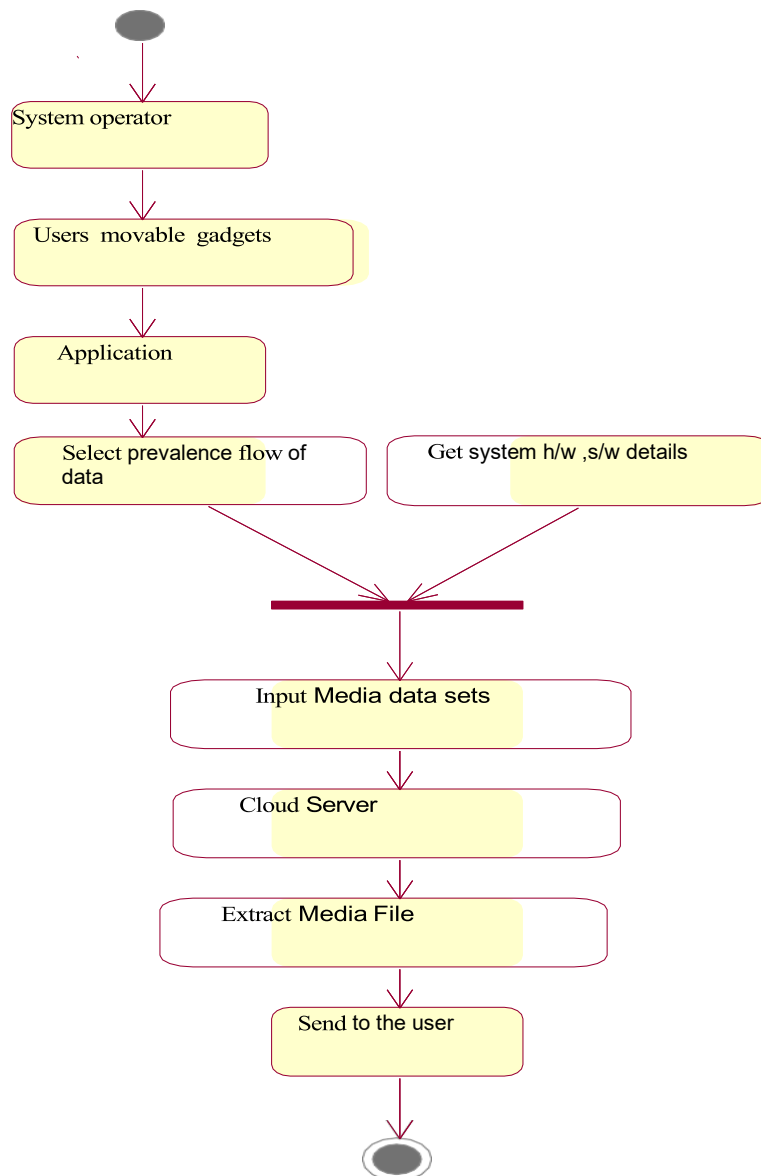 System operator
Users movable gadgets
Application
Select prevalence flow of
data
Get system h/w ,s/w details
Input Media data sets
Cloud Server
Extract Media File
Send to the user